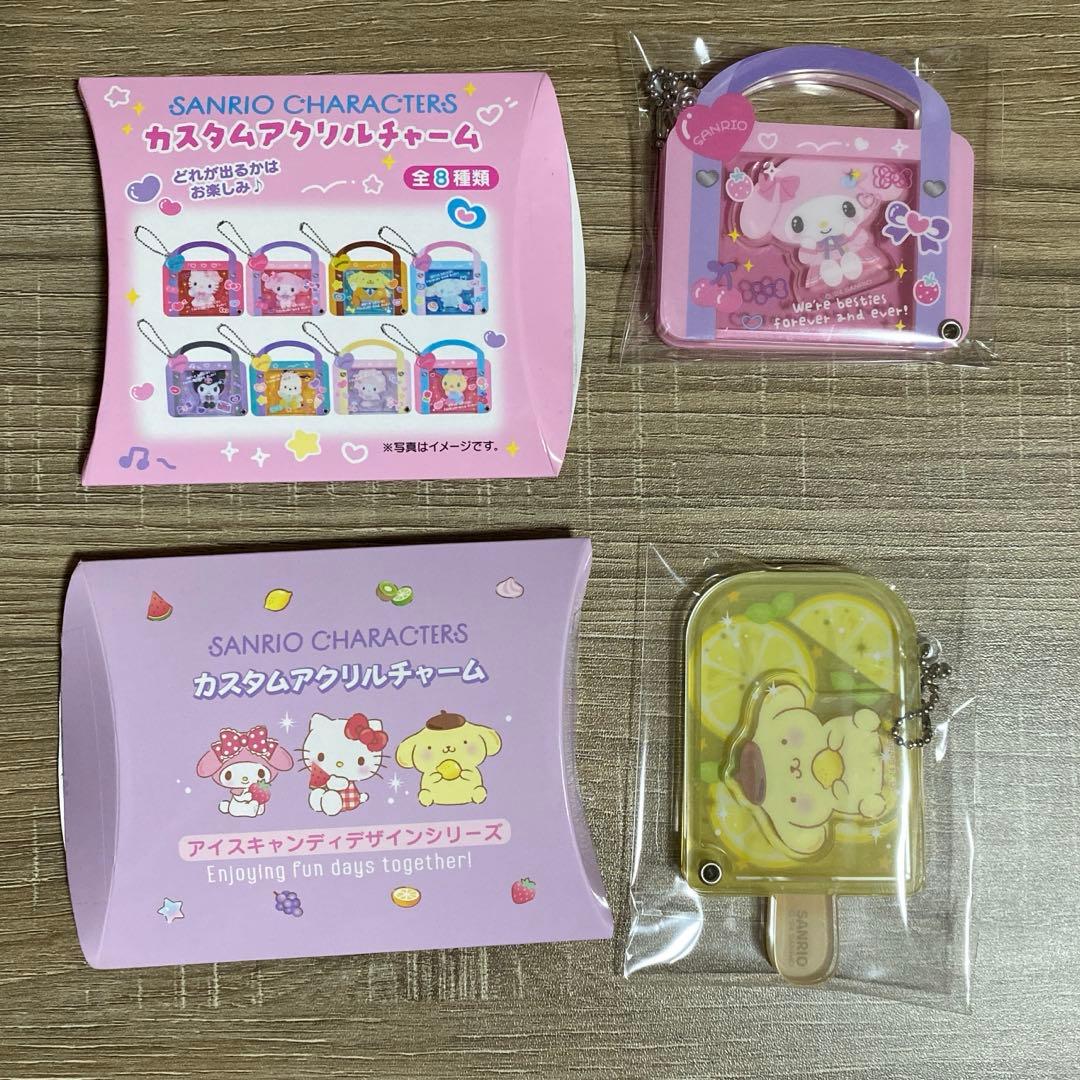 SANRIO CHARACTERS
カスタムアクリルチャーム
どれが出るかは
お楽しみ♪
全8種類
※写真はイメージです。
SANRIO
We're besties
forever and ever!
SANRIO CHARACTERS
カスタムアクリルチャーム
アイスキャンディデザインシリーズ
Enjoying fun days together!
SANRIO